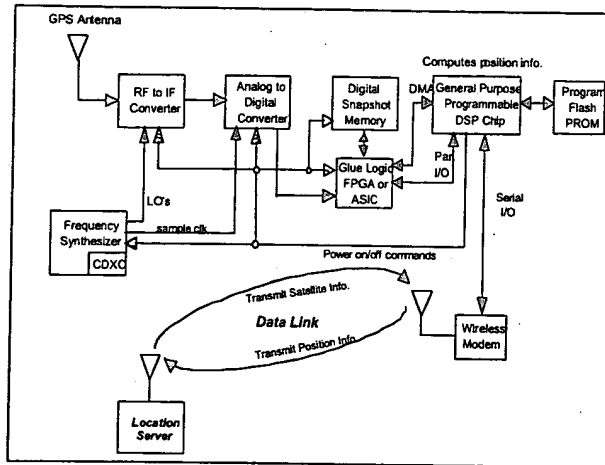 GPS Antenna
RF to IF
Converter
Analog to
Digital
Converter
Digital
Snapshot
Memory
Computes position info.
DMA
General Purpose
Programmable
DSP Chip
Program
Flash
PROM
Glue Logic
FPGA or
ASIC
Par
I/O
Serial
I/O
LO's
sample clk
Frequency
Synthesizer
CDXO
Power on/off commands
Transmit Satellite Info.
Data Link
Transmit Position Info
Wireless
Modem
Location
Server